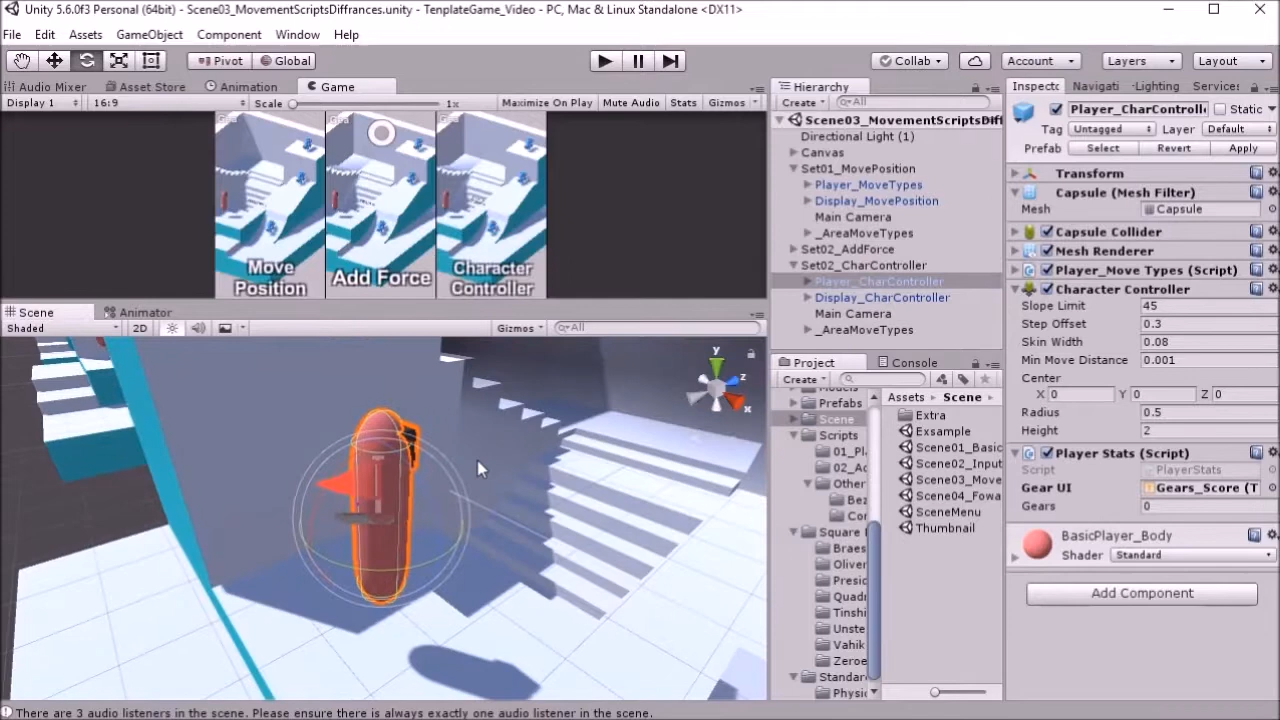 Unity 5.6.0f3 Personal (64bit) - Scene03_MovementScriptsDiffrances.unity - TenplateGame_Video - PC, Mac & Linux Standalone <DX11>
File Edit Assets GameObject Component Window Help
Pivot Global Collab Account Layers Layout
Audio Mixer Asset Store Animation Game
Display 1 16:9 Scale 1x Maximize On Play Mute Audio Stats Gizmos
Move Position
Add Force
Character Controller
Scene Animator
Shaded 2D Gizmos All
y
z
x
Hierarchy
Create All
Scene03_MovementScriptsDiffr
Directional Light (1)
Canvas
Set01_MovePosition
Player_MoveTypes
Display_MovePosition
Main Camera
_AreaMoveTypes
Set02_AddForce
Set02_CharController
Player_CharController
Display_CharController
Main Camera
_AreaMoveTypes
Project Console
Create
Prefabs
Scene
Scripts
01_Pl
02_Ac
Othe
Bez
Cor
Square
Braes
Oliver
Presic
Quadr
Tinshi
Unste
Vahik
Zeroe
Standar
Physic
Assets Scene
Extra
Exsample
Scene01_Basic
Scene02_Input
Scene03_Move
Scene04_Fowa
SceneMenu
Thumbnail
Inspecto Navigati Lighting Services
Player_CharControlle Static
Tag Untagged Layer Default
Prefab Select Revert Apply
Transform
Capsule (Mesh Filter)
Mesh Capsule
Capsule Collider
Mesh Renderer
Player_Move Types (Script)
Character Controller
Slope Limit 45
Step Offset 0.3
Skin Width 0.08
Min Move Distance 0.001
Center
X 0 Y 0 Z 0
Radius 0.5
Height 2
Player Stats (Script)
Script PlayerStats
Gear UI Gears_Score (T
Gears 0
BasicPlayer_Body
Shader Standard
Add Component
There are 3 audio listeners in the scene. Please ensure there is always exactly one audio listener in the scene.